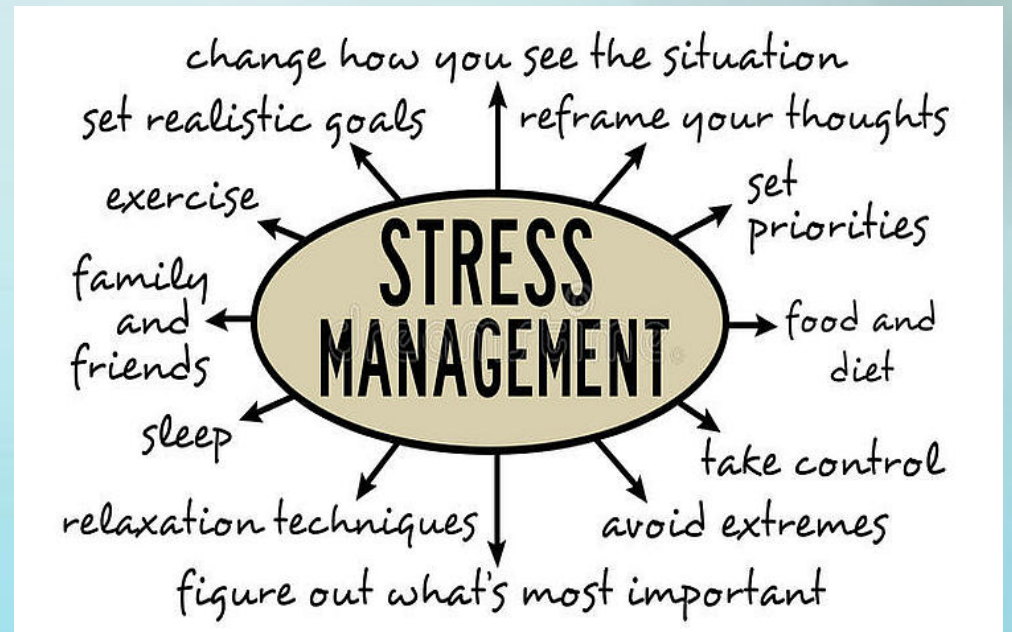 change how you see the situation
set realistic goals
reframe your thoughts
exercise
set
priorities
family
and
friends
STRESS
MANAGEMENT
dreamstime.
food and
diet
sleep
take control
relaxation techniques
avoid extremes
figure out what's most important